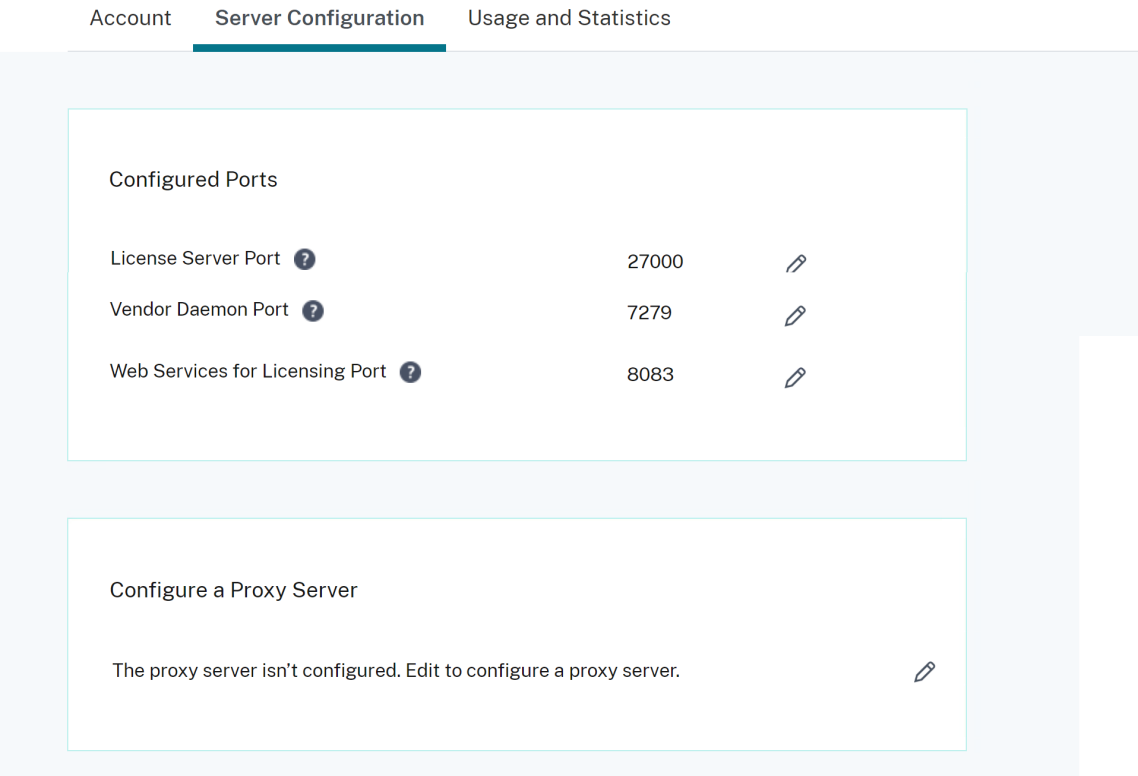 Account Server Configuration Usage and Statistics
Configured Ports
License Server Port ? 27000
Vendor Daemon Port ? 7279
Web Services for Licensing Port ? 8083
Configure a Proxy Server
The proxy server isn’t configured. Edit to configure a proxy server.